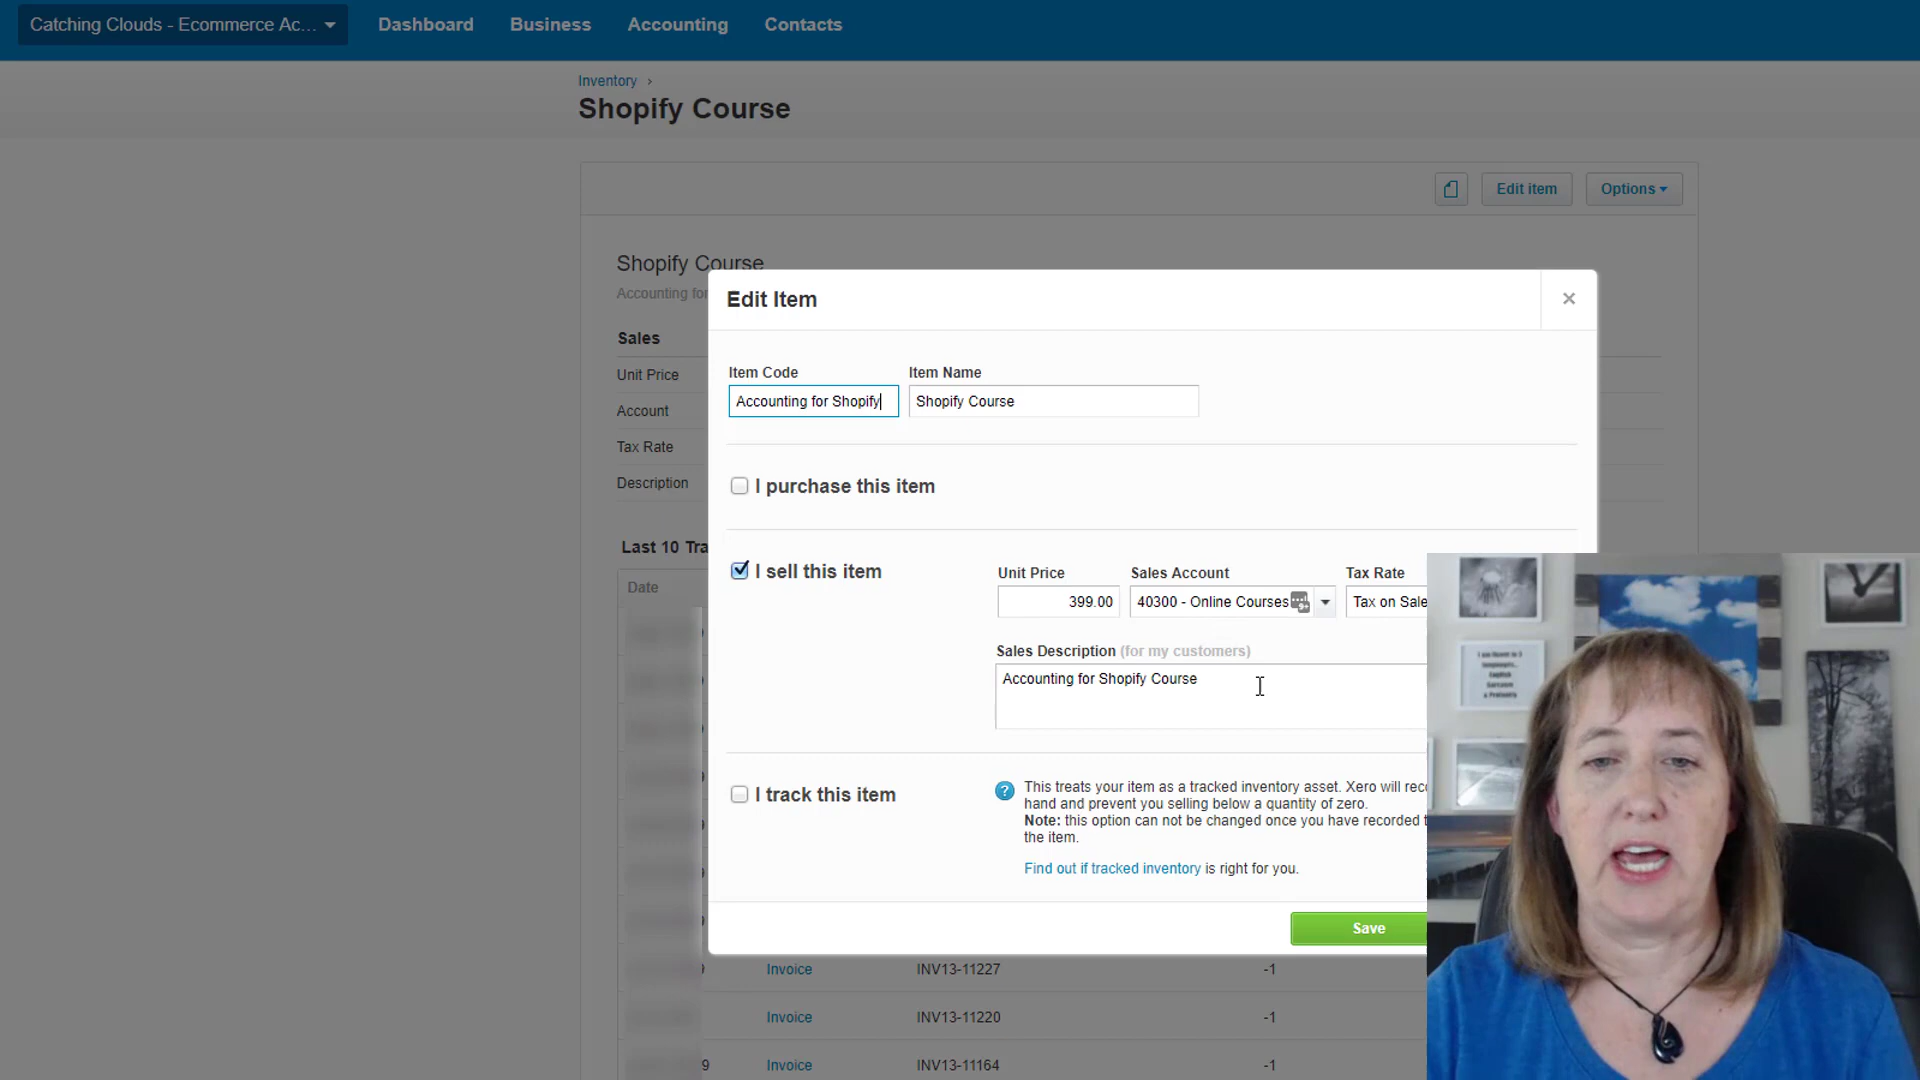 Catching Clouds - Ecommerce Ac...
Dashboard
Business
Accounting
Contacts
Inventory ›
Shopify Course
Edit item
Options
Shopify Course
Accounting for
Sales
Unit Price
Account
Tax Rate
Description
Last 10 Tra
Date
Edit Item
×
Item Code
Item Name
Accounting for Shopify
Shopify Course
I purchase this item
I sell this item
Unit Price
Sales Account
Tax Rate
399.00
40300 - Online Courses
Tax on Sale
Sales Description (for my customers)
Accounting for Shopify Course
I track this item
? This treats your item as a tracked inventory asset. Xero will rec
hand and prevent you selling below a quantity of zero.
Note: this option can not be changed once you have recorded t
the item.
Find out if tracked inventory is right for you.
Save
Invoice
INV13-11227
-1
Invoice
INV13-11220
-1
9
Invoice
INV13-11164
-1
English
Sarcasm
& Profanity